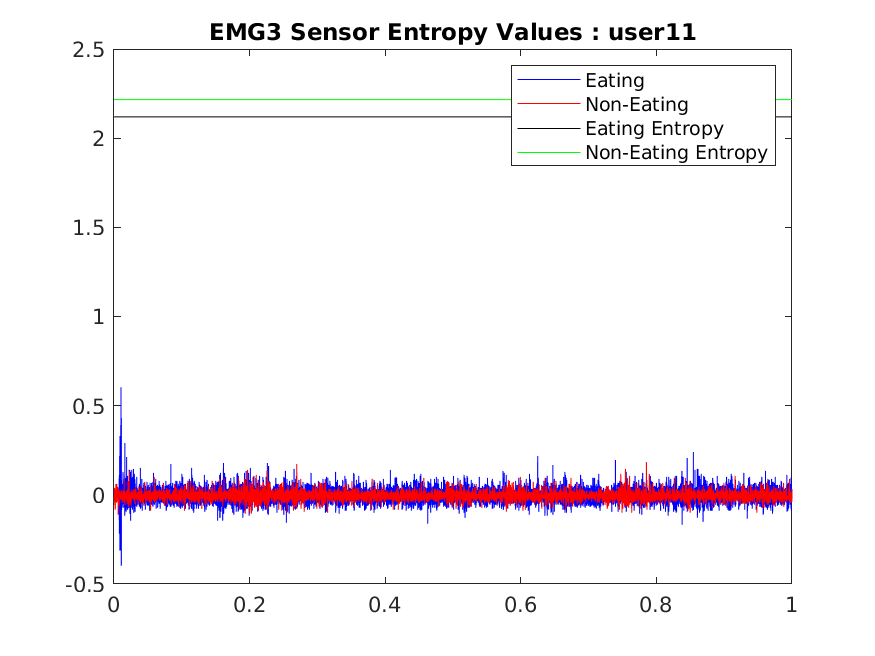 EMG3 Sensor Entropy Values : user11
2.5
2
1.5
1
0.5
0
-0.5
Eating
Non-Eating
Eating Entropy
Non-Eating Entropy
0 0.2 0.4 0.6 0.8 1